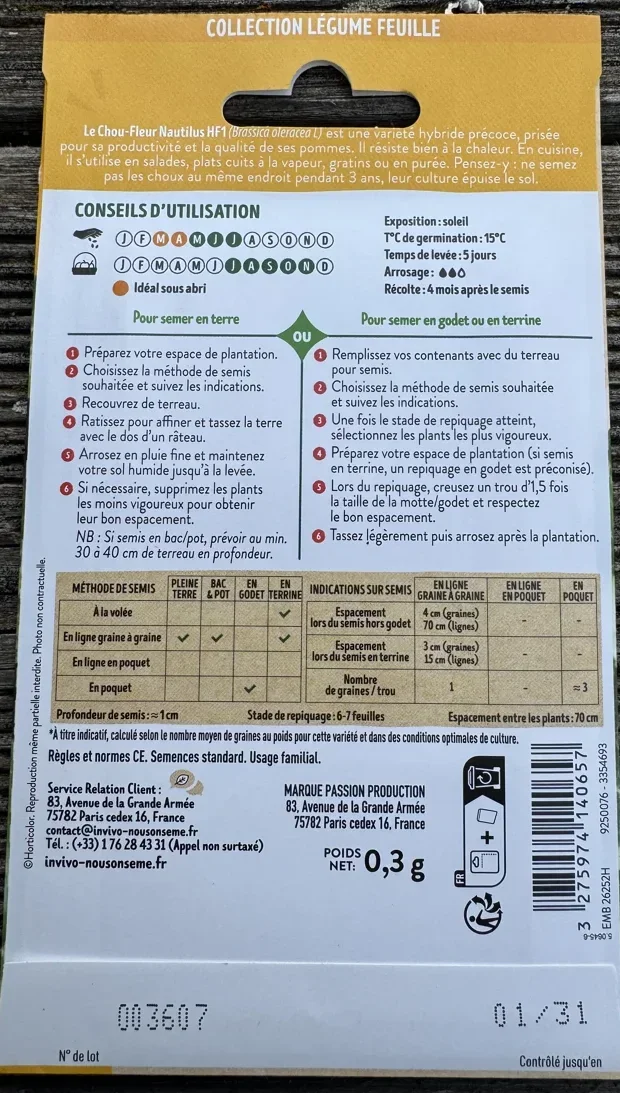 COLLECTION LÉGUME FEUILLE
Le Chou-Fleur Nautilus HF1 (Brassica oleracea L) est une variété hybride précoce, prisée
pour sa productivité et la qualité de ses pommes. Il résiste bien à la chaleur. En cuisine,
il s'utilise en salades, plats cuits à la vapeur, gratins ou en purée. Pensez-y : ne semez
pas les choux au même endroit pendant 3 ans, leur culture épuise le sol.
CONSEILS D'UTILISATION
J F M A M J J A S O N D
J F M A M J J A S O N D
Idéal sous abri
Exposition : soleil
T°C de germination : 15°C
Temps de levée : 5 jours
Arrosage :
Récolte : 4 mois après le semis
Pour semer en terre
OU
Pour semer en godet ou en terrine
1 Préparez votre espace de plantation.
2 Choisissez la méthode de semis
souhaitée et suivez les indications.
3 Recouvrez de terreau.
4 Ratissez pour affiner et tassez la terre
avec le dos d'un râteau.
5 Arrosez en pluie fine et maintenez
votre sol humide jusqu'à la levée.
6 Si nécessaire, supprimez les plants
les moins vigoureux pour obtenir
leur bon espacement.
NB : Si semis en bac/pot, prévoir au min.
30 à 40 cm de terreau en profondeur.
1 Remplissez vos contenants avec du terreau
pour semis.
2 Choisissez la méthode de semis souhaitée
et suivez les indications.
3 Une fois le stade de repiquage atteint,
sélectionnez les plants les plus vigoureux.
4 Préparez votre espace de plantation (si semis
en terrine, un repiquage en godet est préconisé).
5 Lors du repiquage, creusez un trou d'1,5 fois
la taille de la motte/godet et respectez
le bon espacement.
6 Tassez légèrement puis arrosez après la plantation.
MÉTHODE DE SEMIS PLEINE TERRE BAC & POT EN GODET EN TERRINE
À la volée ✓
En ligne graine à graine ✓ ✓ ✓
En ligne en poquet
En poquet ✓
INDICATIONS SUR SEMIS EN LIGNE GRAINE À GRAINE EN LIGNE EN POQUET EN POQUET
Espacement lors du semis hors godet 4 cm (graines) 70 cm (lignes) - -
Espacement lors du semis en terrine 3 cm (graines) 15 cm (lignes) - -
Nombre de graines / trou 1 - ≈ 3
Profondeur de semis : ≈ 1 cm Stade de repiquage : 6-7 feuilles Espacement entre les plants : 70 cm
*À titre indicatif, calculé selon le nombre moyen de graines au poids pour cette variété et dans des conditions optimales de culture.
Règles et normes CE. Semences standard. Usage familial.
Service Relation Client :
83, Avenue de la Grande Armée
75782 Paris cedex 16, France
contact@invivo-nousonseme.fr
Tél. : (+33) 1 76 28 43 31 (Appel non surtaxé)
invivo-nousonseme.fr
MARQUE PASSION PRODUCTION
83, Avenue de la Grande Armée
75782 Paris cedex 16, France
POIDS NET: 0,3 g
FR
+
3 275974 140657
9250076 - 3354693
EMB 26252H
©Horticolor. Reproduction même partielle interdite. Photo non contractuelle.
003607
01/31
N° de lot
Contrôlé jusqu'en